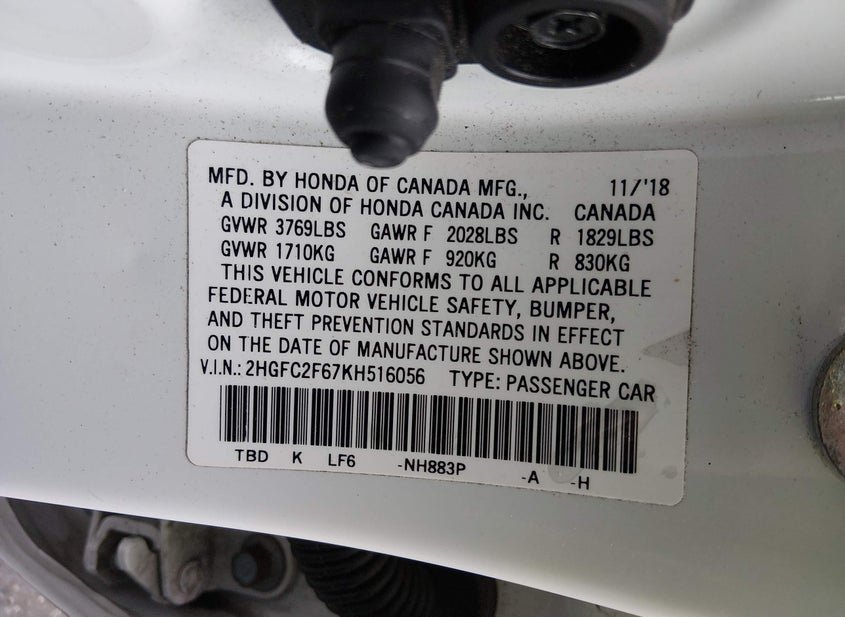 MFD. BY HONDA OF CANADA MFG., 11/'18
A DIVISION OF HONDA CANADA INC. CANADA
GVWR 3769LBS GAWR F 2028LBS R 1829LBS
GVWR 1710KG GAWR F 920KG R 830KG
THIS VEHICLE CONFORMS TO ALL APPLICABLE
FEDERAL MOTOR VEHICLE SAFETY, BUMPER,
AND THEFT PREVENTION STANDARDS IN EFFECT
ON THE DATE OF MANUFACTURE SHOWN ABOVE.
V.I.N.: 2HGFC2F67KH516056 TYPE: PASSENGER CAR
TBD K LF6 -NH883P -A -H